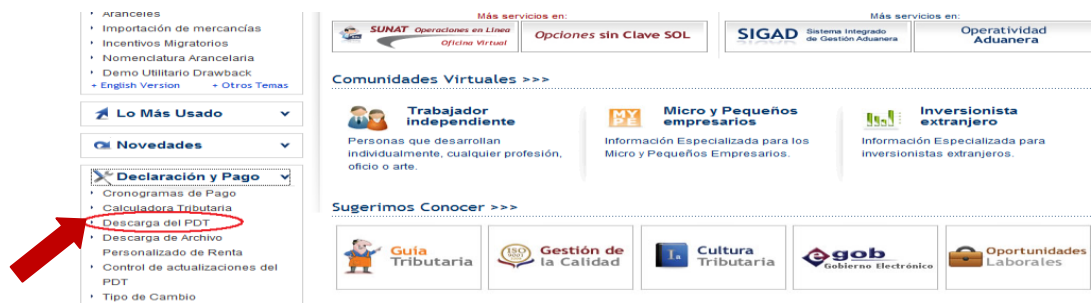 Aranceles
Importación de mercancías
Incentivos Migratorios
Nomenclatura Arancelaria
Demo Utilitario Drawback
+ English Version + Otros Temas
Lo Más Usado
Novedades
Declaración y Pago
Cronogramas de Pago
Calculadora Tributaria
Descarga del PDT
Descarga de Archivo
Personalizado de Renta
Control de actualizaciones del
PDT
Tipo de Cambio
Más servicios en:
SUNAT Operaciones en Línea
Oficina Virtual
Opciones sin Clave SOL
Más servicios en:
SIGAD Sistema Integrado
de Gestión Aduanera
Operatividad
Aduanera
Comunidades Virtuales >>>
Trabajador
independiente
Personas que desarrollan
individualmente, cualquier profesión,
oficio o arte.
MYPE
Micro y Pequeños
empresarios
Información Especializada para los
Micro y Pequeños Empresarios.
Inversionista
extranjero
Información Especializada para
inversionistas extranjeros.
Sugerimos Conocer >>>
Guía
Tributaria
ISO
9001
Gestión de
la Calidad
Cultura
Tributaria
egob
Gobierno Electrónico
Oportunidades
Laborales